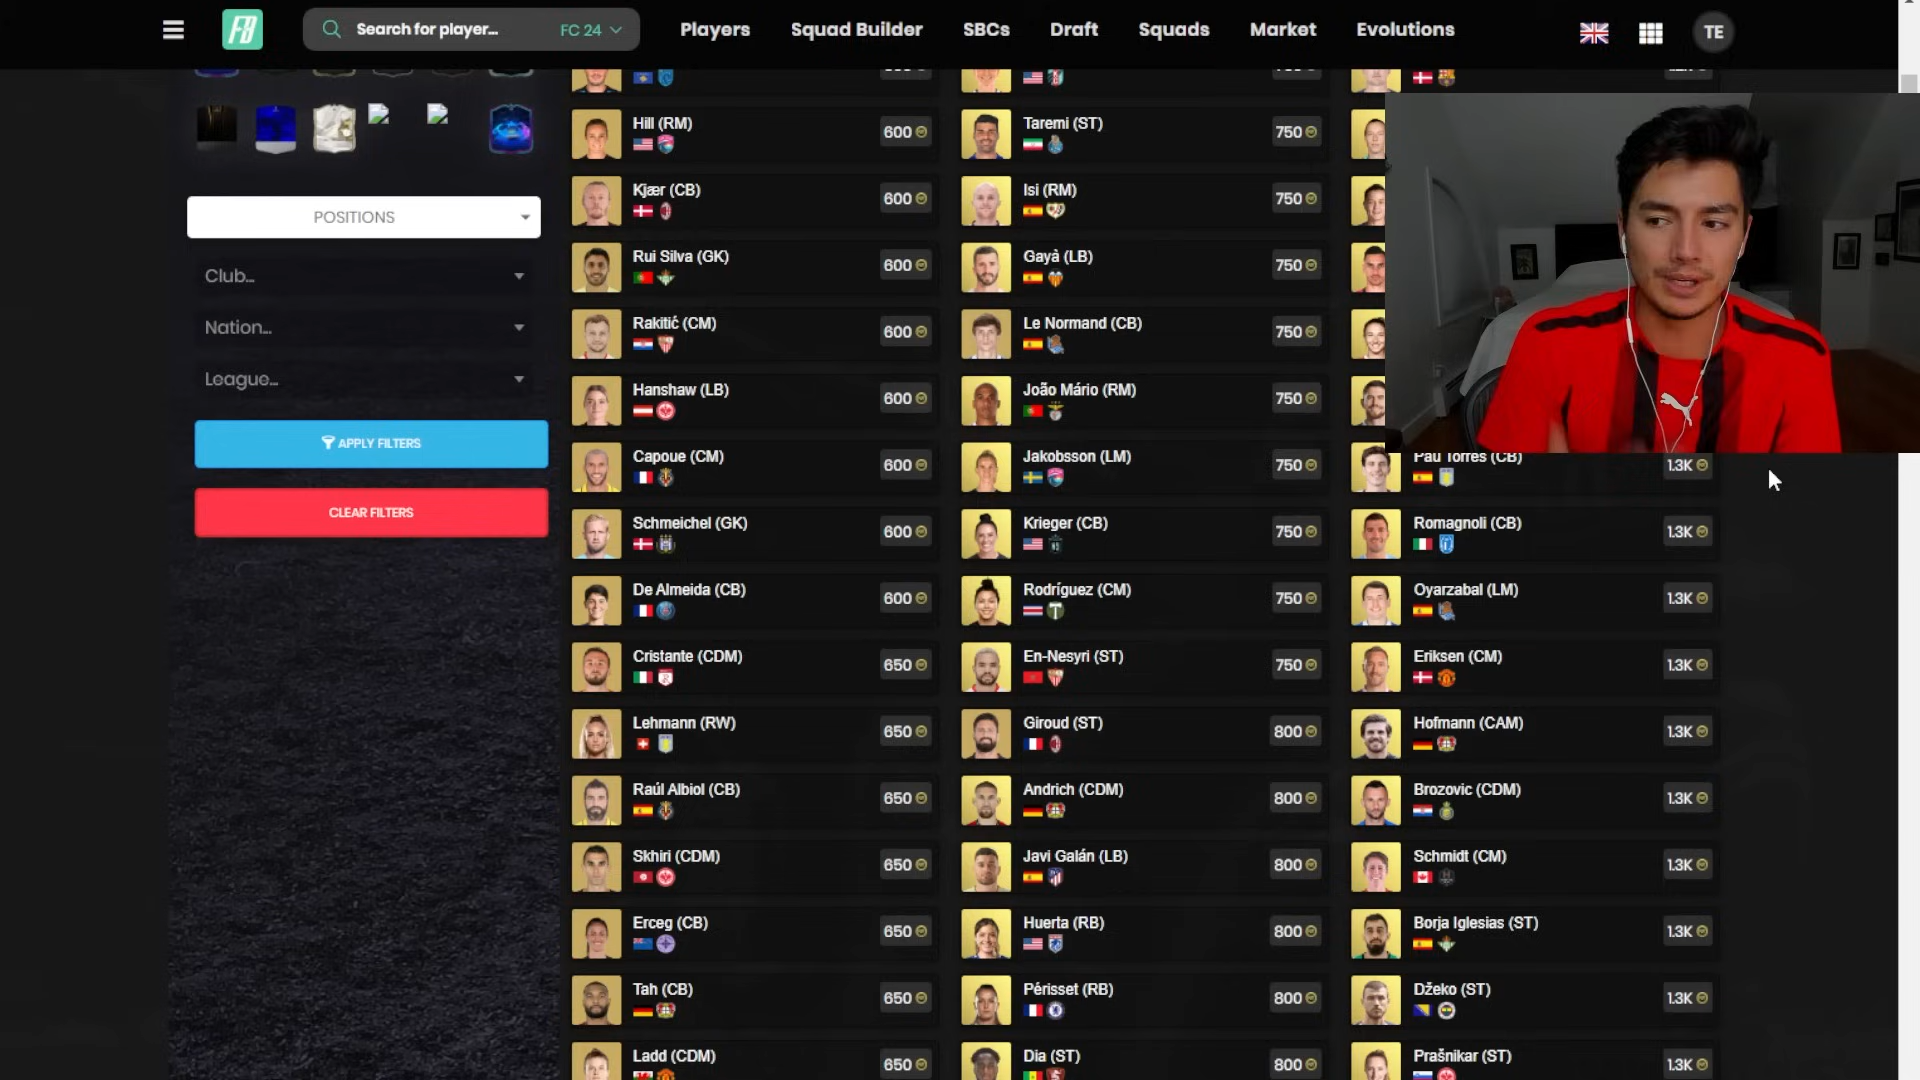 FB
Search for player...
FC 24
Players
Squad Builder
SBCs
Draft
Squads
Market
Evolutions
TE
POSITIONS
Club...
Nation...
League...
APPLY FILTERS
CLEAR FILTERS
Hill (RM)
600
Kjær (CB)
600
Rui Silva (GK)
600
Rakitić (CM)
600
Hanshaw (LB)
600
Capoue (CM)
600
Schmeichel (GK)
600
De Almeida (CB)
600
Cristante (CDM)
650
Lehmann (RW)
650
Raúl Albiol (CB)
650
Skhiri (CDM)
650
Erceg (CB)
650
Tah (CB)
650
Ladd (CDM)
650
Taremi (ST)
750
Isi (RM)
750
Gayà (LB)
750
Le Normand (CB)
750
João Mário (RM)
750
Jakobsson (LM)
750
Krieger (CB)
750
Rodríguez (CM)
750
En-Nesyri (ST)
750
Giroud (ST)
800
Andrich (CDM)
800
Javi Galán (LB)
800
Huerta (RB)
800
Périsset (RB)
800
Dia (ST)
800
Pau Torres (CB)
1.3K
Romagnoli (CB)
1.3K
Oyarzabal (LM)
1.3K
Eriksen (CM)
1.3K
Hofmann (CAM)
1.3K
Brozovic (CDM)
1.3K
Schmidt (CM)
1.3K
Borja Iglesias (ST)
1.3K
Džeko (ST)
1.3K
Prašnikar (ST)
1.3K